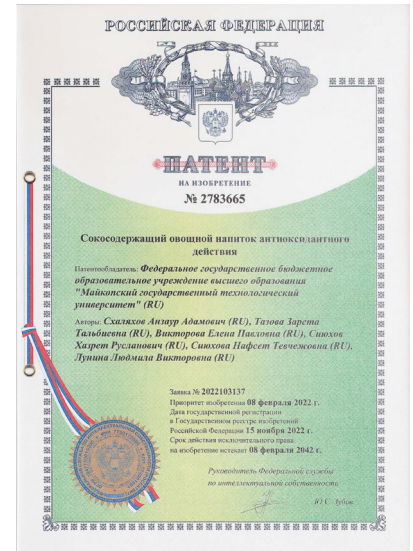 РОССИЙСКАЯ ФЕДЕРАЦИЯ
ПАТЕНТ
НА ИЗОБРЕТЕНИЕ
№ 2783665
Сокосодержащий овощной напиток антиоксидантного
действия
Патентообладатель: Федеральное государственное бюджетное
образовательное учреждение высшего образования
"Майкопский государственный технологический
университет" (RU)
Авторы: Схаляхов Анзаур Адамович (RU), Тазова Зарета
Тальбиевна (RU), Викторова Елена Павловна (RU), Сиюхов
Хазрет Русланович (RU), Сиюхова Нафсет Тевчежовна (RU),
Лунина Людмила Викторовна (RU)
Заявка № 2022103137
Приоритет изобретения 08 февраля 2022 г.
Дата государственной регистрации
в Государственном реестре изобретений
Российской Федерации 15 ноября 2022 г.
Срок действия исключительного права
на изобретение истекает 08 февраля 2042 г.
Руководитель Федеральной службы
по интеллектуальной собственности
Ю.С. Зубов